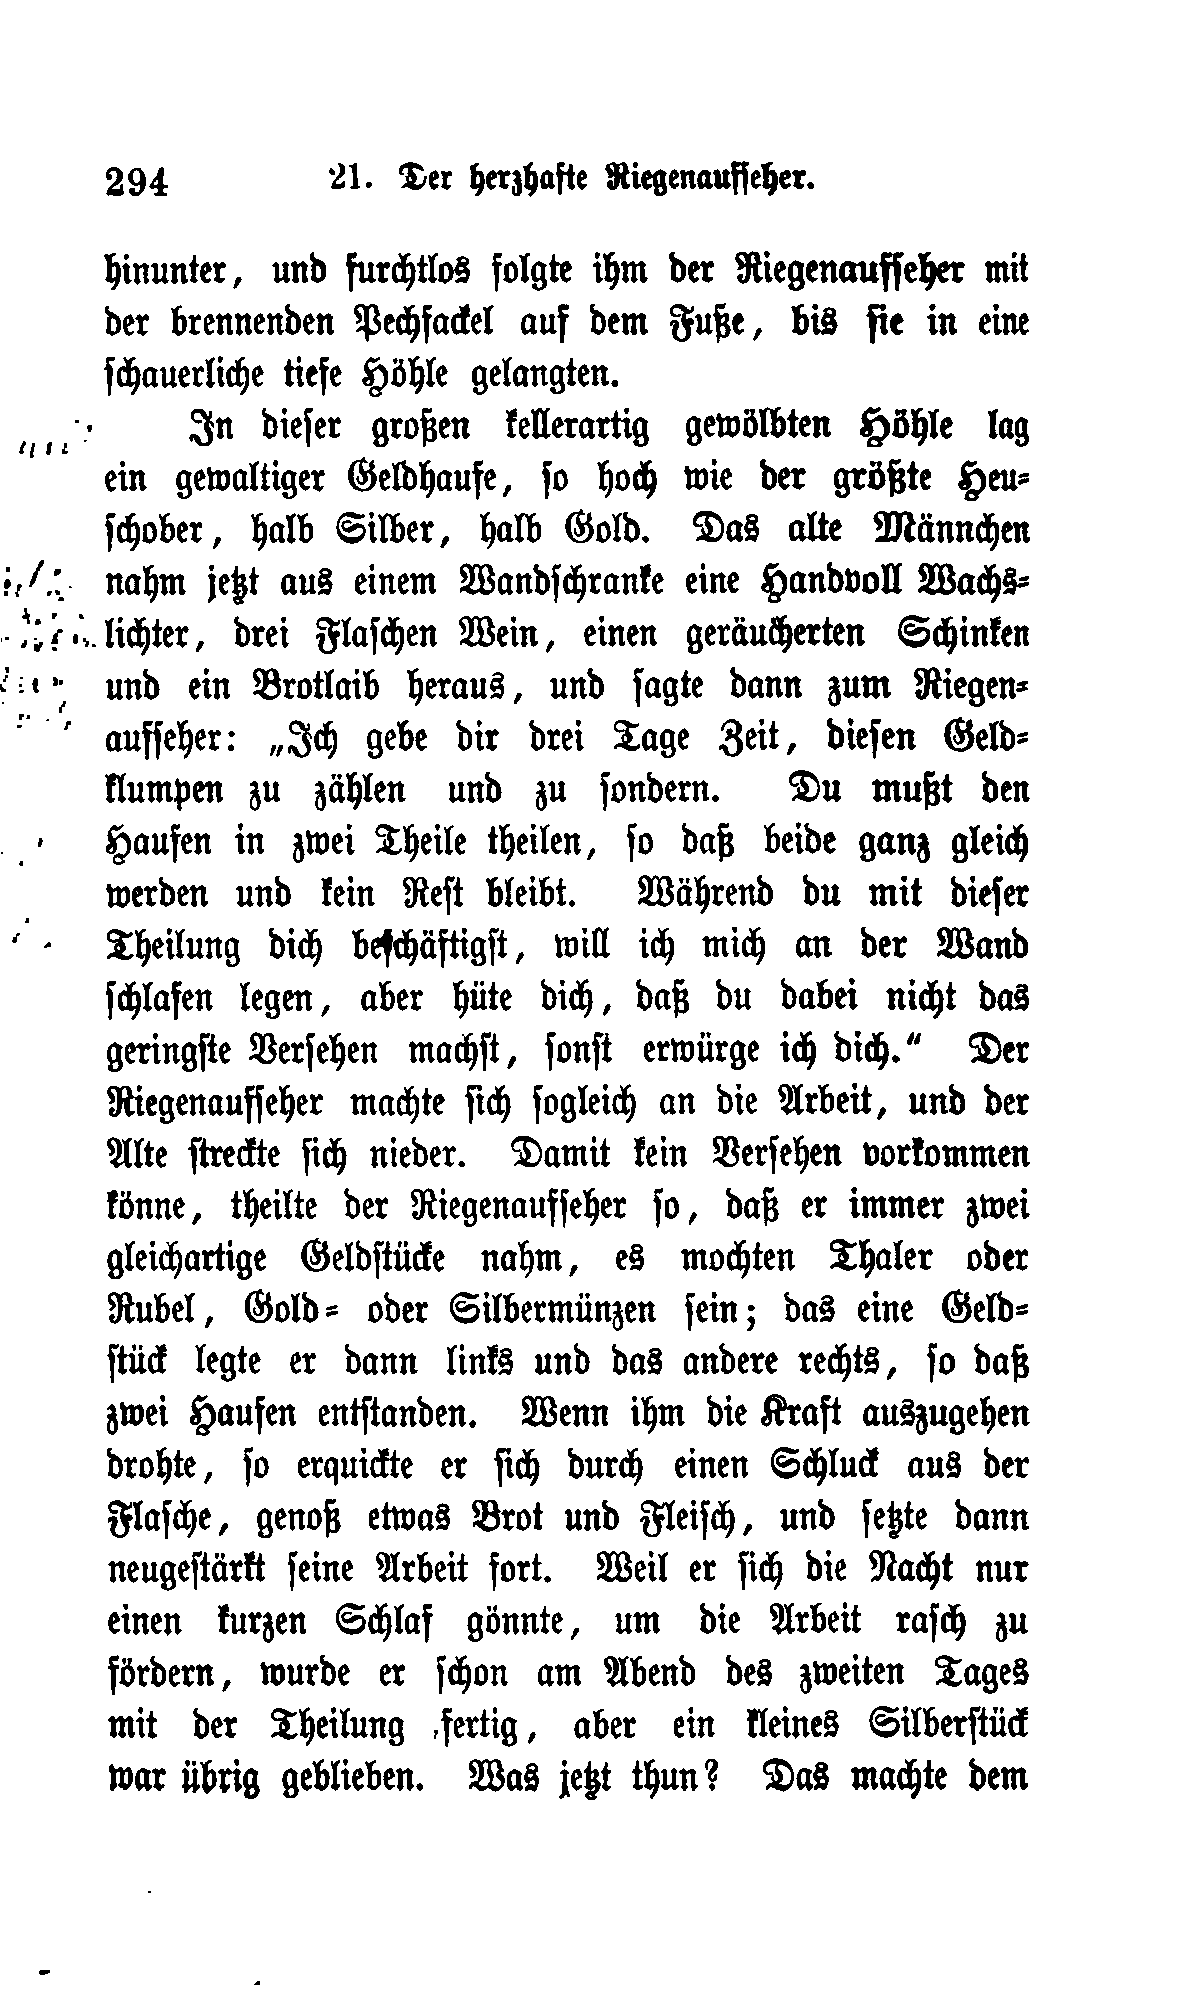 294 21. Der herzhafte Riegenaufseher.
hinunter, und furchtlos folgte ihm der Riegenaufseher mit
der brennenden Pechfackel auf dem Fuße, bis sie in eine
schauerliche tiefe Höhle gelangten.
In dieser großen kellerartig gewölbten Höhle lag
ein gewaltiger Geldhaufe, so hoch wie der größte Heu-
schober, halb Silber, halb Gold. Das alte Männchen
nahm jetzt aus einem Wandschranke eine Handvoll Wachs-
lichter, drei Flaschen Wein, einen geräucherten Schinken
und ein Brotlaib heraus, und sagte dann zum Riegen-
aufseher: „Ich gebe dir drei Tage Zeit, diesen Geld-
klumpen zu zählen und zu sondern. Du mußt den
Haufen in zwei Theile theilen, so daß beide ganz gleich
werden und kein Rest bleibt. Während du mit dieser
Theilung dich beschäftigst, will ich mich an der Wand
schlafen legen, aber hüte dich, daß du dabei nicht das
geringste Versehen machst, sonst erwürge ich dich.“ Der
Riegenaufseher machte sich sogleich an die Arbeit, und der
Alte streckte sich nieder. Damit kein Versehen vorkommen
könne, theilte der Riegenaufseher so, daß er immer zwei
gleichartige Geldstücke nahm, es mochten Thaler oder
Rubel, Gold- oder Silbermünzen sein; das eine Geld-
stück legte er dann links und das andere rechts, so daß
zwei Haufen entstanden. Wenn ihm die Kraft auszugehen
drohte, so erquickte er sich durch einen Schluck aus der
Flasche, genoß etwas Brot und Fleisch, und setzte dann
neugestärkt seine Arbeit fort. Weil er sich die Nacht nur
einen kurzen Schlaf gönnte, um die Arbeit rasch zu
fördern, wurde er schon am Abend des zweiten Tages
mit der Theilung fertig, aber ein kleines Silberstück
war übrig geblieben. Was jetzt thun? Das machte dem